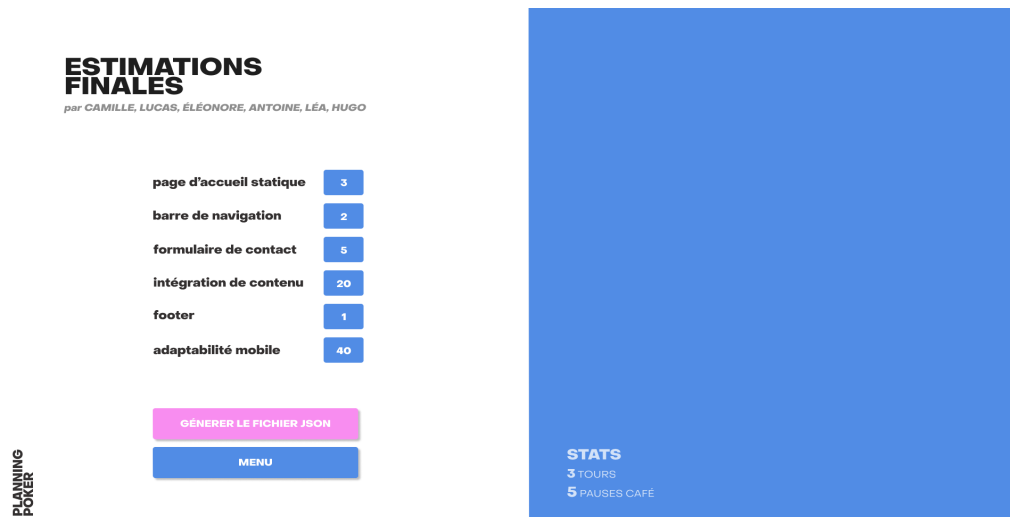 ESTIMATIONS
FINALES
par CAMILLE, LUCAS, ÉLÉONORE, ANTOINE, LÉA, HUGO
page d'accueil statique 3
barre de navigation 2
formulaire de contact 5
intégration de contenu 20
footer 1
adaptabilité mobile 40
GÉNERER LE FICHIER JSON
MENU
PLANNING
POKER
STATS
3 TOURS
5 PAUSES CAFÉ